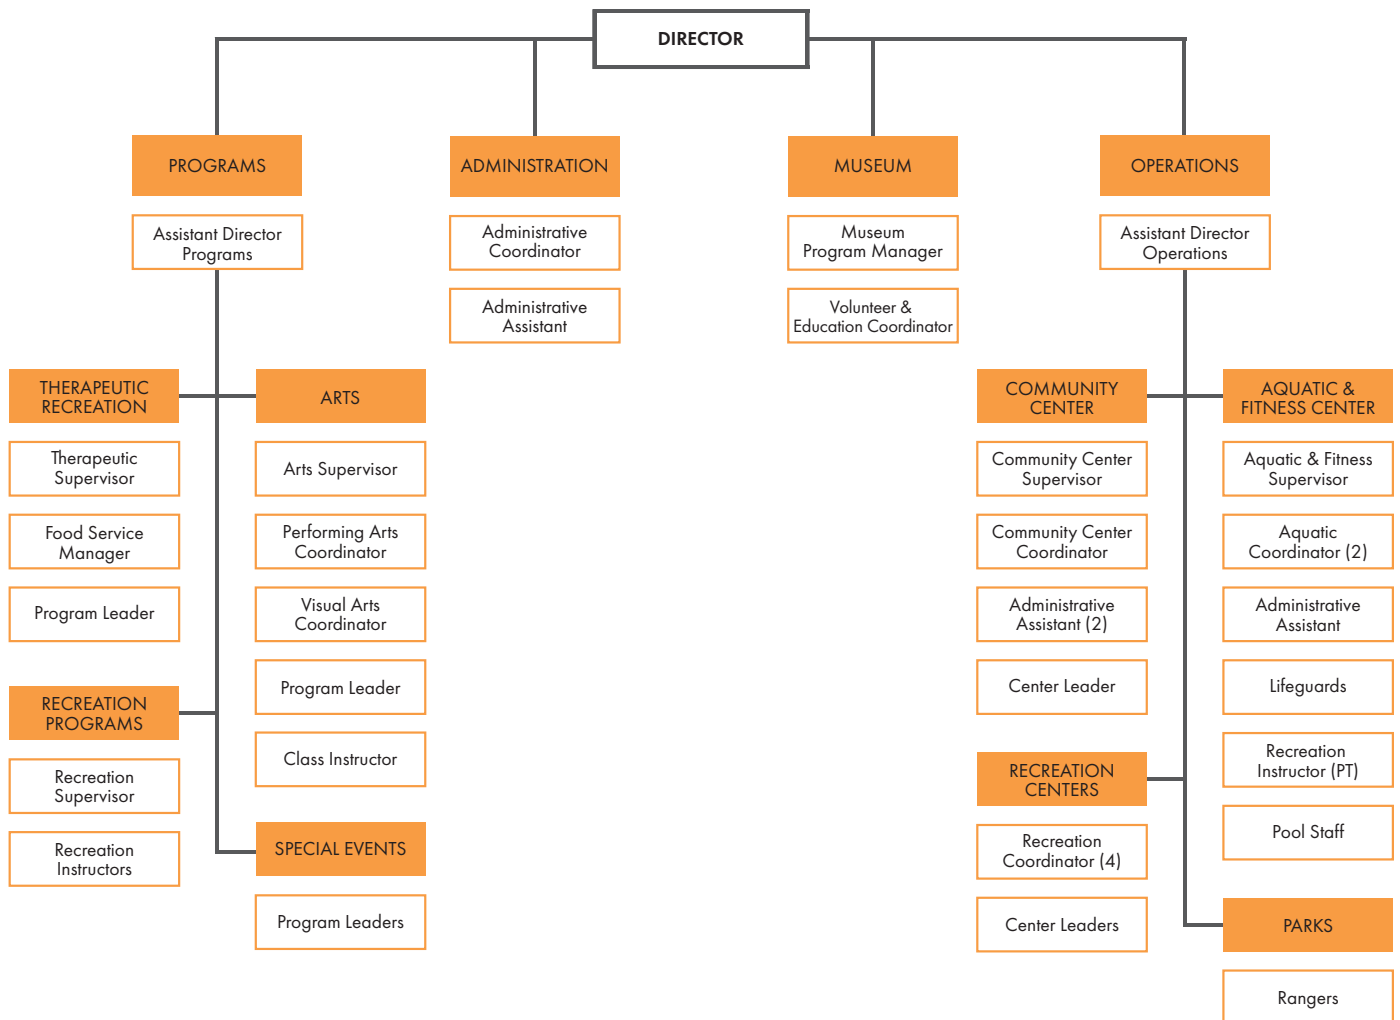 DIRECTOR
PROGRAMS
Assistant Director
Programs
THERAPEUTIC
RECREATION
Therapeutic
Supervisor
Food Service
Manager
Program Leader
RECREATION
PROGRAMS
Recreation
Supervisor
Recreation
Instructors
ARTS
Arts Supervisor
Performing Arts
Coordinator
Visual Arts
Coordinator
Program Leader
Class Instructor
SPECIAL EVENTS
Program Leaders
ADMINISTRATION
Administrative
Coordinator
Administrative
Assistant
MUSEUM
Museum
Program Manager
Volunteer &
Education Coordinator
OPERATIONS
Assistant Director
Operations
COMMUNITY
CENTER
Community Center
Supervisor
Community Center
Coordinator
Administrative
Assistant (2)
Center Leader
RECREATION
CENTERS
Recreation
Coordinator (4)
Center Leaders
AQUATIC &
FITNESS CENTER
Aquatic & Fitness
Supervisor
Aquatic
Coordinator (2)
Administrative
Assistant
Lifeguards
Recreation
Instructor (PT)
Pool Staff
PARKS
Rangers